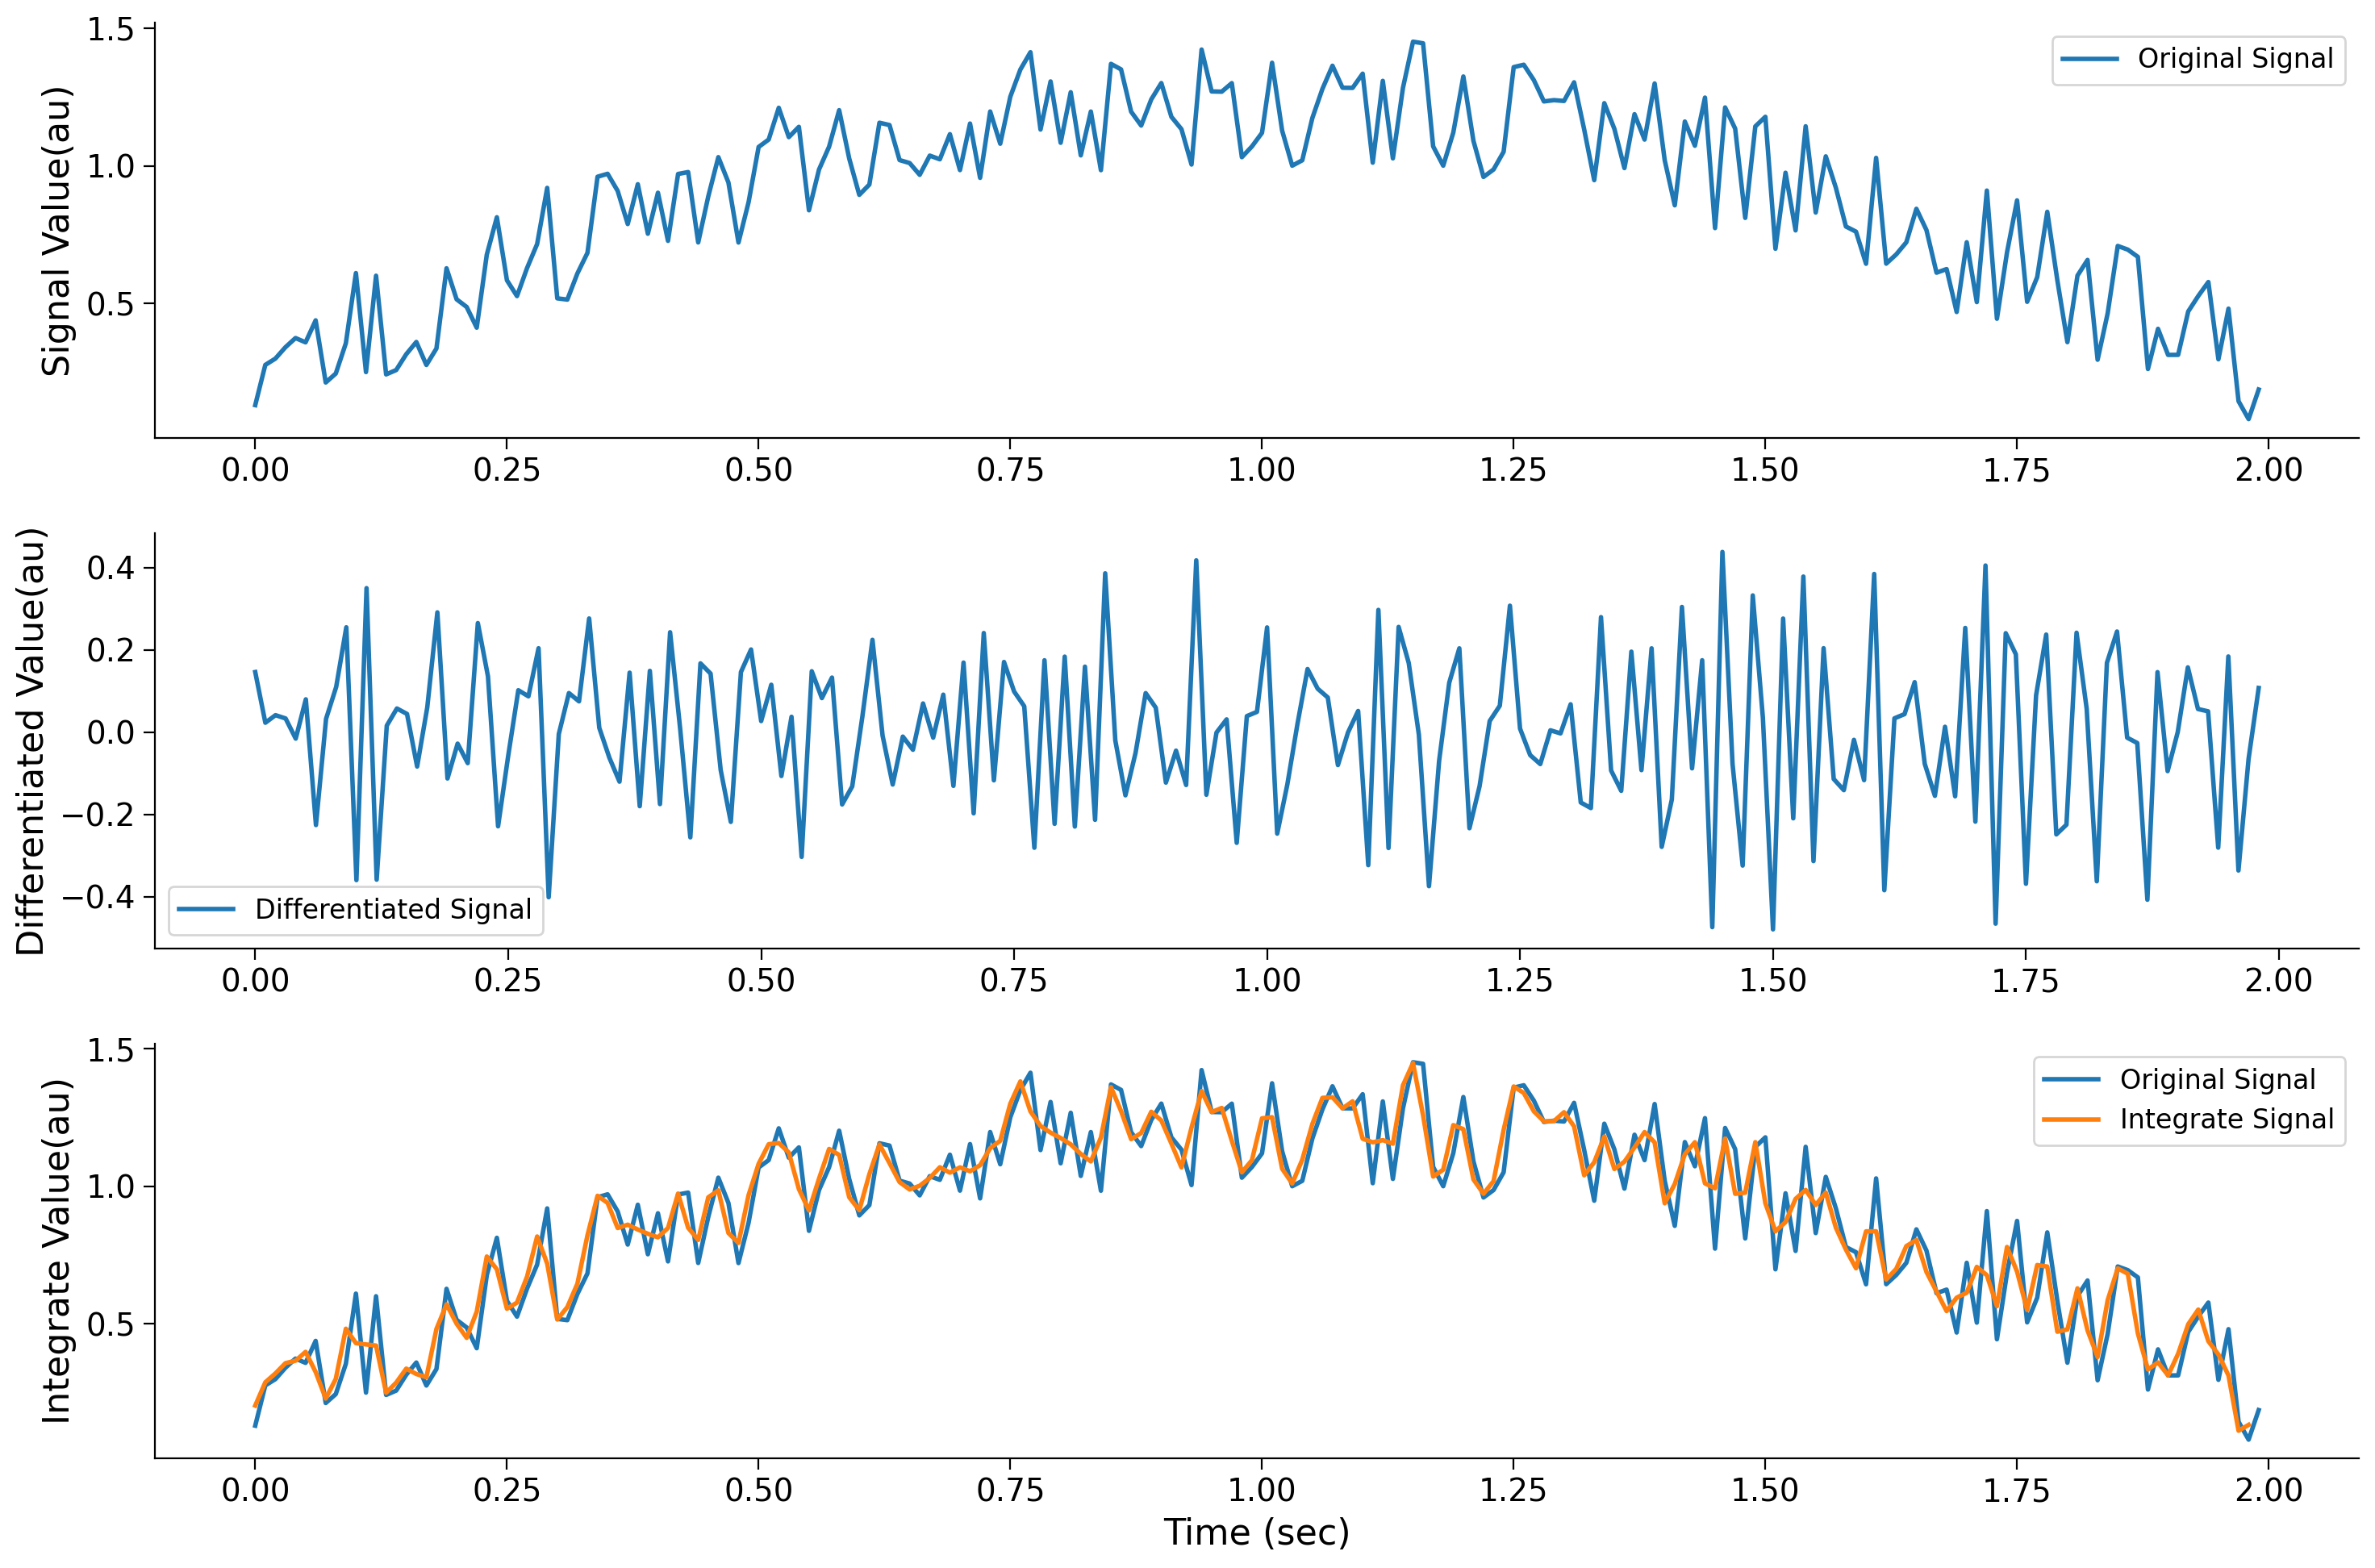 Signal Value(au)
1.5
1.0
0.5
Original Signal
0.00 0.25 0.50 0.75 1.00 1.25 1.50 1.75 2.00
Differentiated Value(au)
0.4
0.2
0.0
−0.2
−0.4
Differentiated Signal
0.00 0.25 0.50 0.75 1.00 1.25 1.50 1.75 2.00
Integrate Value(au)
1.5
1.0
0.5
Original Signal
Integrate Signal
0.00 0.25 0.50 0.75 1.00 1.25 1.50 1.75 2.00
Time (sec)